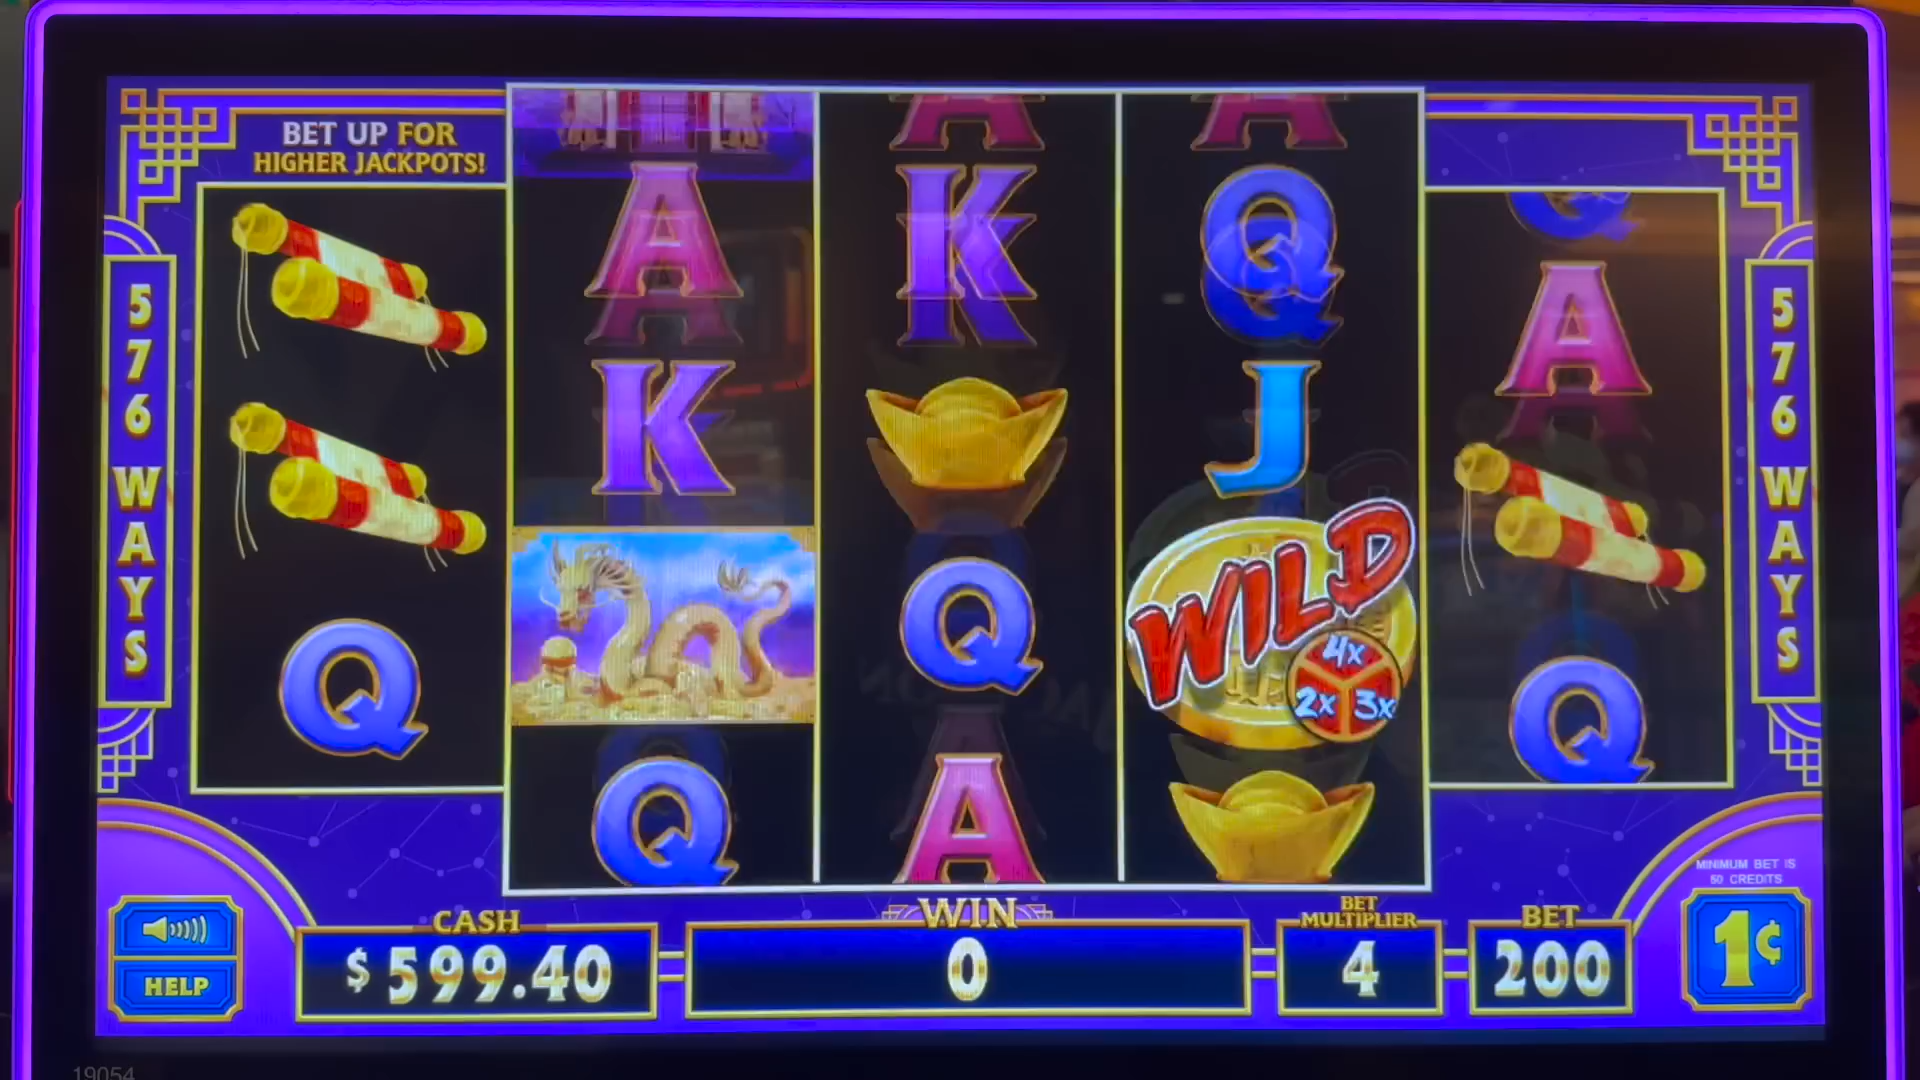 BET UP FOR
HIGHER JACKPOTS!
576 WAYS
576 WAYS
A
A
K
Q
A
K
J
A
WILD
4X
2X 3X
Q
Q
Q
Q
A
MINIMUM BET IS
50 CREDITS
CASH
WIN
BET
MULTIPLIER
BET
$599.40
0
4
200
1¢
HELP
19054